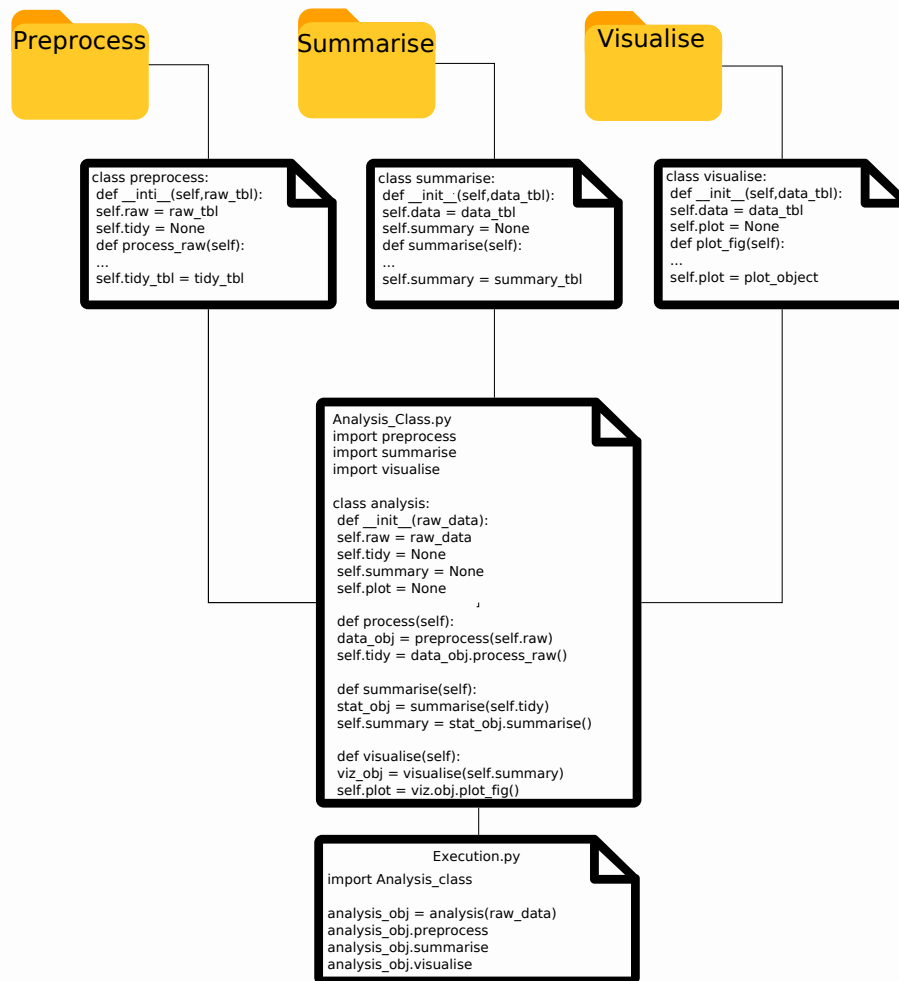 Preprocess
Summarise
Visualise
class preprocess:
def __inti__(self,raw_tbl):
self.raw = raw_tbl
self.tidy = None
def process_raw(self):
...
self.tidy_tbl = tidy_tbl
class summarise:
def __init__(self,data_tbl):
self.data = data_tbl
self.summary = None
def summarise(self):
...
self.summary = summary_tbl
class visualise:
def __init__(self,data_tbl):
self.data = data_tbl
self.plot = None
def plot_fig(self):
...
self.plot = plot_object
Analysis_Class.py
import preprocess
import summarise
import visualise
class analysis:
def __init__(raw_data):
self.raw = raw_data
self.tidy = None
self.summary = None
self.plot = None
def process(self):
data_obj = preprocess(self.raw)
self.tidy = data_obj.process_raw()
def summarise(self):
stat_obj = summarise(self.tidy)
self.summary = stat_obj.summarise()
def visualise(self):
viz_obj = visualise(self.summary)
self.plot = viz.obj.plot_fig()
Execution.py
import Analysis_class
analysis_obj = analysis(raw_data)
analysis_obj.preprocess
analysis_obj.summarise
analysis_obj.visualise